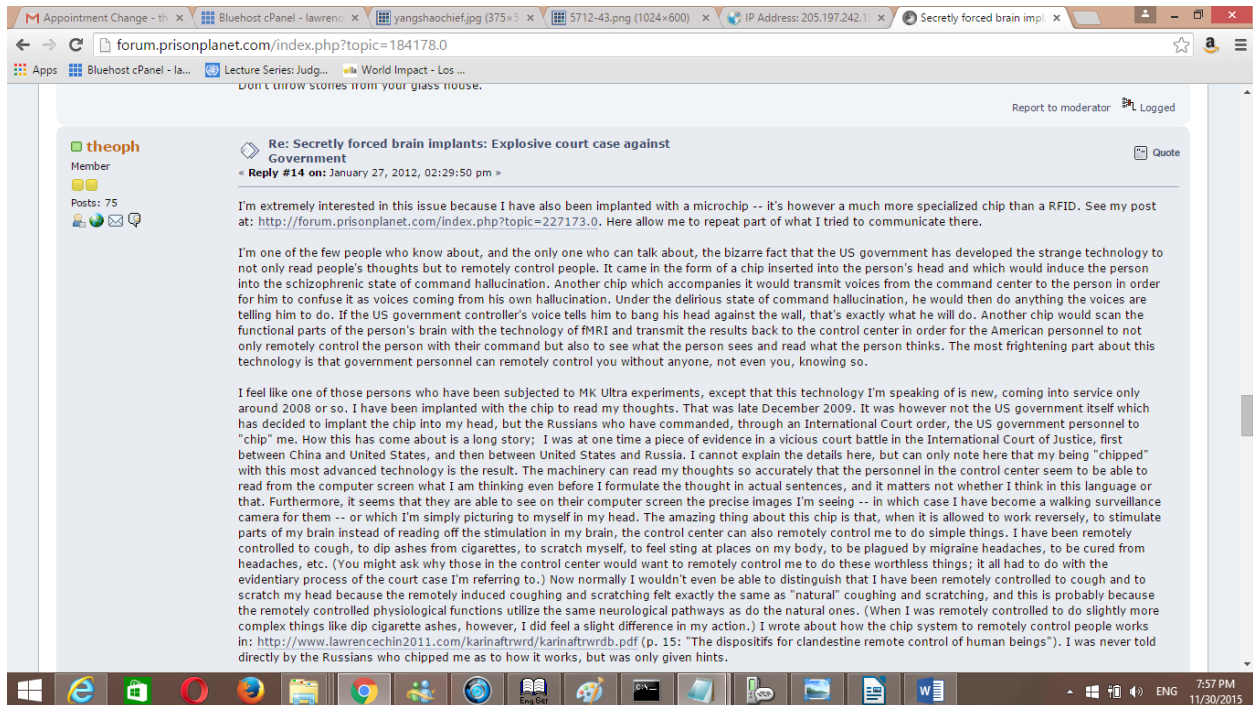 Appointment Change - th
Bluehost cPanel - lawrenc
yangshaochief.jpg (375×5
5712-43.png (1024×600)
IP Address: 205.197.242.1
Secretly forced brain impl
forum.prisonplanet.com/index.php?topic=184178.0
Apps Bluehost cPanel - la... Lecture Series: Judg... World Impact - Los ...
Don't throw stones from your glass house.
Report to moderator Logged
theoph
Member
Posts: 75
Re: Secretly forced brain implants: Explosive court case against
Government
« Reply #14 on: January 27, 2012, 02:29:50 pm »
Quote
I'm extremely interested in this issue because I have also been implanted with a microchip -- it's however a much more specialized chip than a RFID. See my post
at: http://forum.prisonplanet.com/index.php?topic=227173.0. Here allow me to repeat part of what I tried to communicate there.
I'm one of the few people who know about, and the only one who can talk about, the bizarre fact that the US government has developed the strange technology to
not only read people's thoughts but to remotely control people. It came in the form of a chip inserted into the person's head and which would induce the person
into the schizophrenic state of command hallucination. Another chip which accompanies it would transmit voices from the command center to the person in order
for him to confuse it as voices coming from his own hallucination. Under the delirious state of command hallucination, he would then do anything the voices are
telling him to do. If the US government controller's voice tells him to bang his head against the wall, that's exactly what he will do. Another chip would scan the
functional parts of the person's brain with the technology of fMRI and transmit the results back to the control center in order for the American personnel to not
only remotely control the person with their command but also to see what the person sees and read what the person thinks. The most frightening part about this
technology is that government personnel can remotely control you without anyone, not even you, knowing so.
I feel like one of those persons who have been subjected to MK Ultra experiments, except that this technology I'm speaking of is new, coming into service only
around 2008 or so. I have been implanted with the chip to read my thoughts. That was late December 2009. It was however not the US government itself which
has decided to implant the chip into my head, but the Russians who have commanded, through an International Court order, the US government personnel to
"chip" me. How this has come about is a long story; I was at one time a piece of evidence in a vicious court battle in the International Court of Justice, first
between China and United States, and then between United States and Russia. I cannot explain the details here, but can only note here that my being "chipped"
with this most advanced technology is the result. The machinery can read my thoughts so accurately that the personnel in the control center seem to be able to
read from the computer screen what I am thinking even before I formulate the thought in actual sentences, and it matters not whether I think in this language or
that. Furthermore, it seems that they are able to see on their computer screen the precise images I'm seeing -- in which case I have become a walking surveillance
camera for them -- or which I'm simply picturing to myself in my head. The amazing thing about this chip is that, when it is allowed to work reversely, to stimulate
parts of my brain instead of reading off the stimulation in my brain, the control center can also remotely control me to do simple things. I have been remotely
controlled to cough, to dip ashes from cigarettes, to scratch myself, to feel sting at places on my body, to be plagued by migraine headaches, to be cured from
headaches, etc. (You might ask why those in the control center would want to remotely control me to do these worthless things; it all had to do with the
evidentiary process of the court case I'm referring to.) Now normally I wouldn't even be able to distinguish that I have been remotely controlled to cough and to
scratch my head because the remotely induced coughing and scratching felt exactly the same as "natural" coughing and scratching, and this is probably because
the remotely controlled physiological functions utilize the same neurological pathways as do the natural ones. (When I was remotely controlled to do slightly more
complex things like dip cigarette ashes, however, I did feel a slight difference in my action.) I wrote about how the chip system to remotely control people works
in: http://www.lawrencechin2011.com/karinaftrwrd/karinaftrwrdb.pdf (p. 15: "The dispositifs for clandestine remote control of human beings"). I was never told
directly by the Russians who chipped me as to how it works, but was only given hints.
Eng Ger
ENG
7:57 PM
11/30/2015